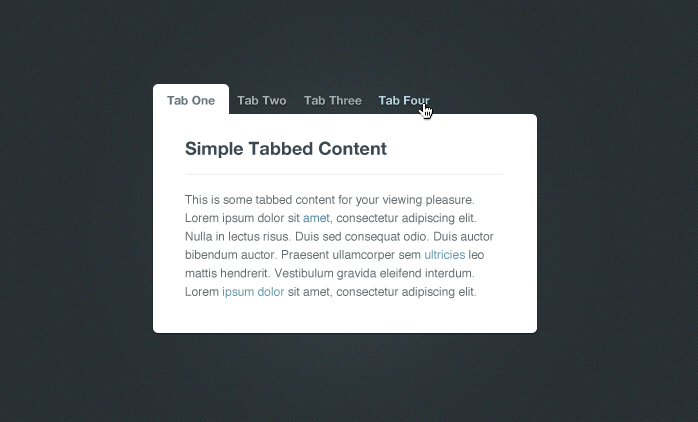 Tab One Tab Two Tab Three Tab Four
Simple Tabbed Content
This is some tabbed content for your viewing pleasure.
Lorem ipsum dolor sit amet, consectetur adipiscing elit.
Nulla in lectus risus. Duis sed consequat odio. Duis auctor
bibendum auctor. Praesent ullamcorper sem ultricies leo
mattis hendrerit. Vestibulum gravida eleifend interdum.
Lorem ipsum dolor sit amet, consectetur adipiscing elit.